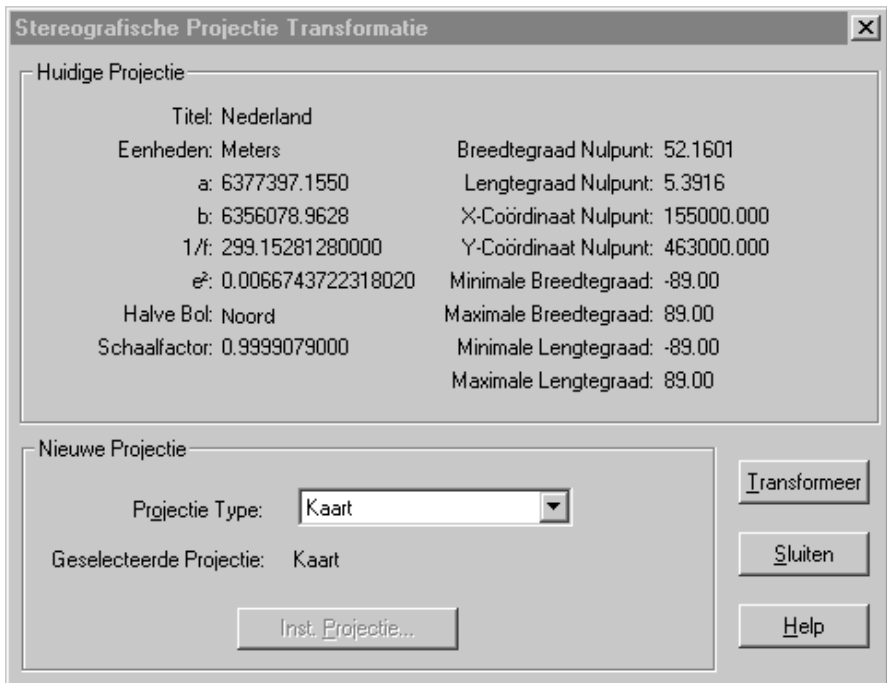 Stereografische Projectie Transformatie
Huidige Projectie
Titel: Nederland
Eenheden: Meters
a: 6377397.1550
b: 6356078.9628
1/f: 299.15281280000
e²: 0.0066743722318020
Halve Bol: Noord
Schaalfactor: 0.9999079000
Breedtegraad Nulpunt: 52.1601
Lengtegraad Nulpunt: 5.3916
X-Coördinaat Nulpunt: 155000.000
Y-Coördinaat Nulpunt: 463000.000
Minimale Breedtegraad: -89.00
Maximale Breedtegraad: 89.00
Minimale Lengtegraad: -89.00
Maximale Lengtegraad: 89.00
Nieuwe Projectie
Projectie Type: Kaart
Geselecteerde Projectie: Kaart
Inst. Projectie...
Transformeer
Sluiten
Help